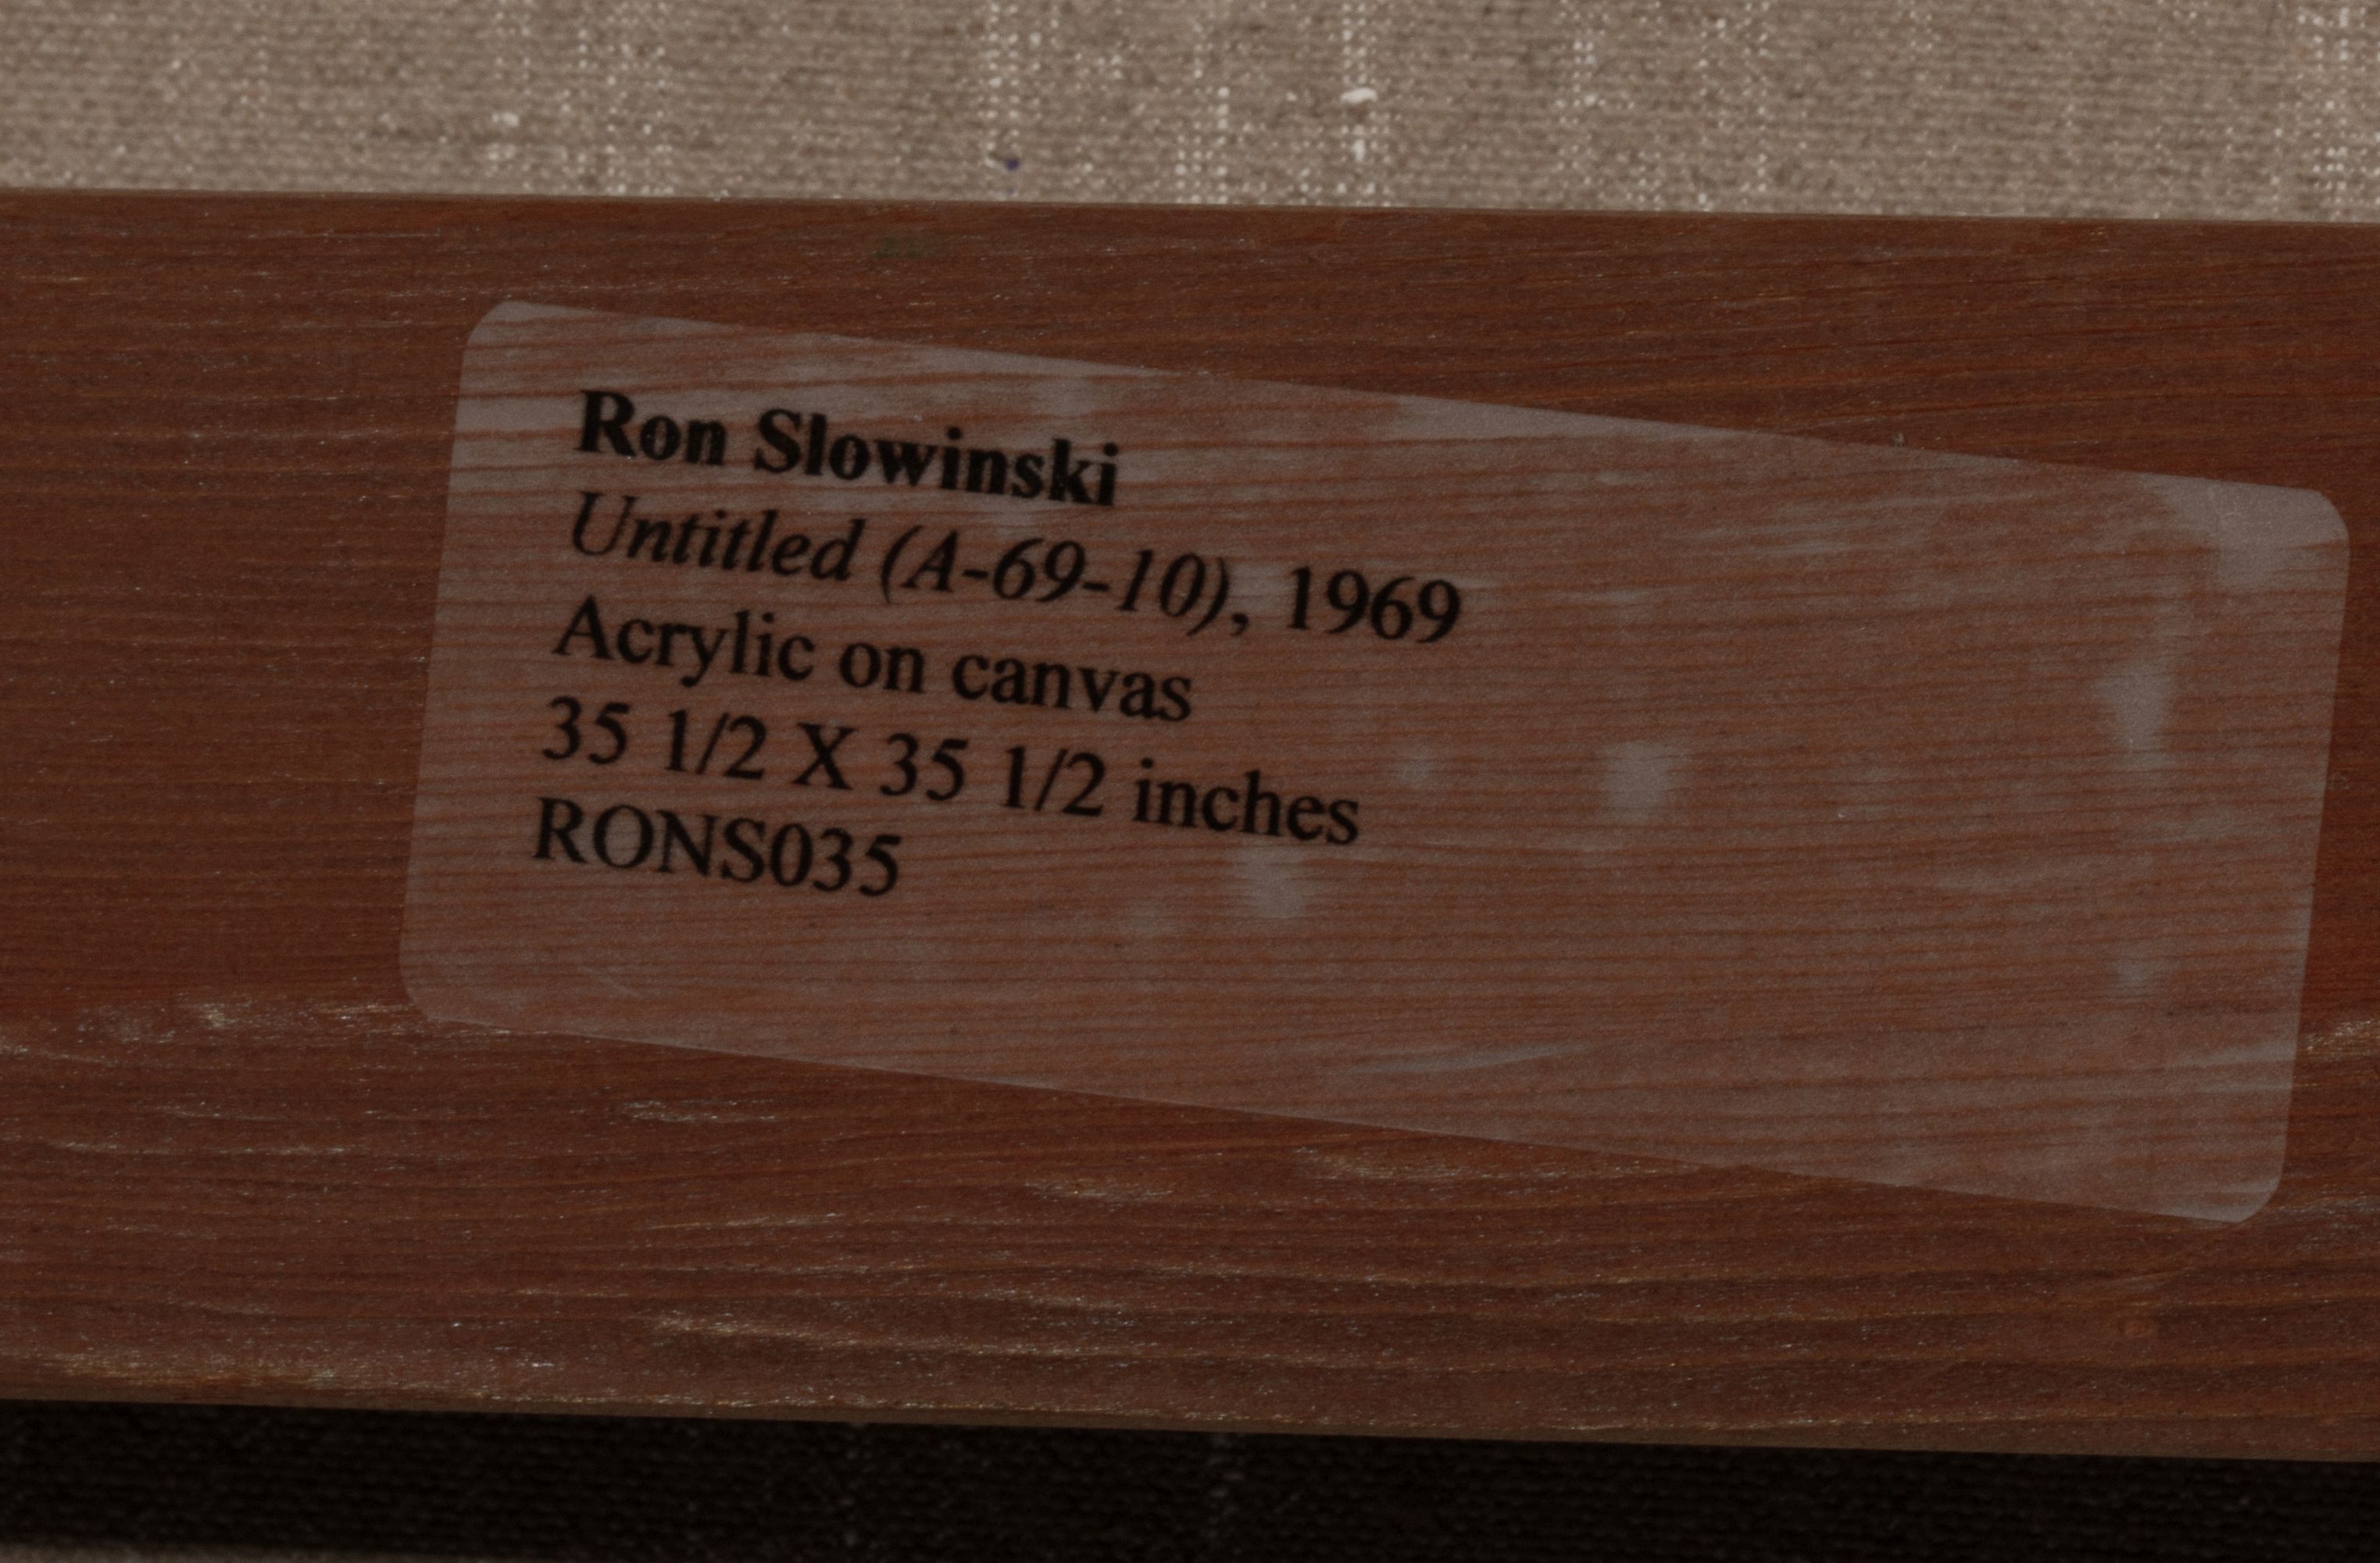 Ron Slowinski
Untitled (A-69-10), 1969
Acrylic on canvas
35 1/2 X 35 1/2 inches
RONS035